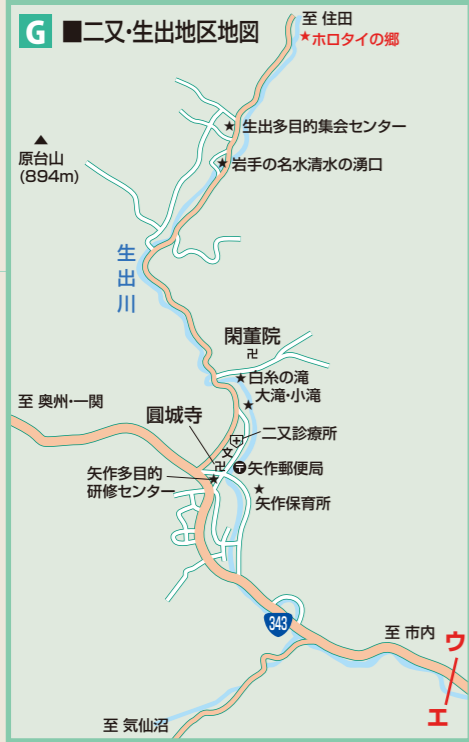 G ■二又・生出地区地図
至 住田
★ホロタイの郷
★ 生出多目的集会センター
▲
原台山
(894m)
★ 岩手の名水清水の湧口
生出川
閑董院
卍
★白糸の滝
大滝・小滝
★
至 奥州・一関
圓城寺
卍
二又診療所
文
〒矢作郵便局
矢作多目的
研修センター
★
★
矢作保育所
343
至 市内
ウ
エ
至 気仙沼